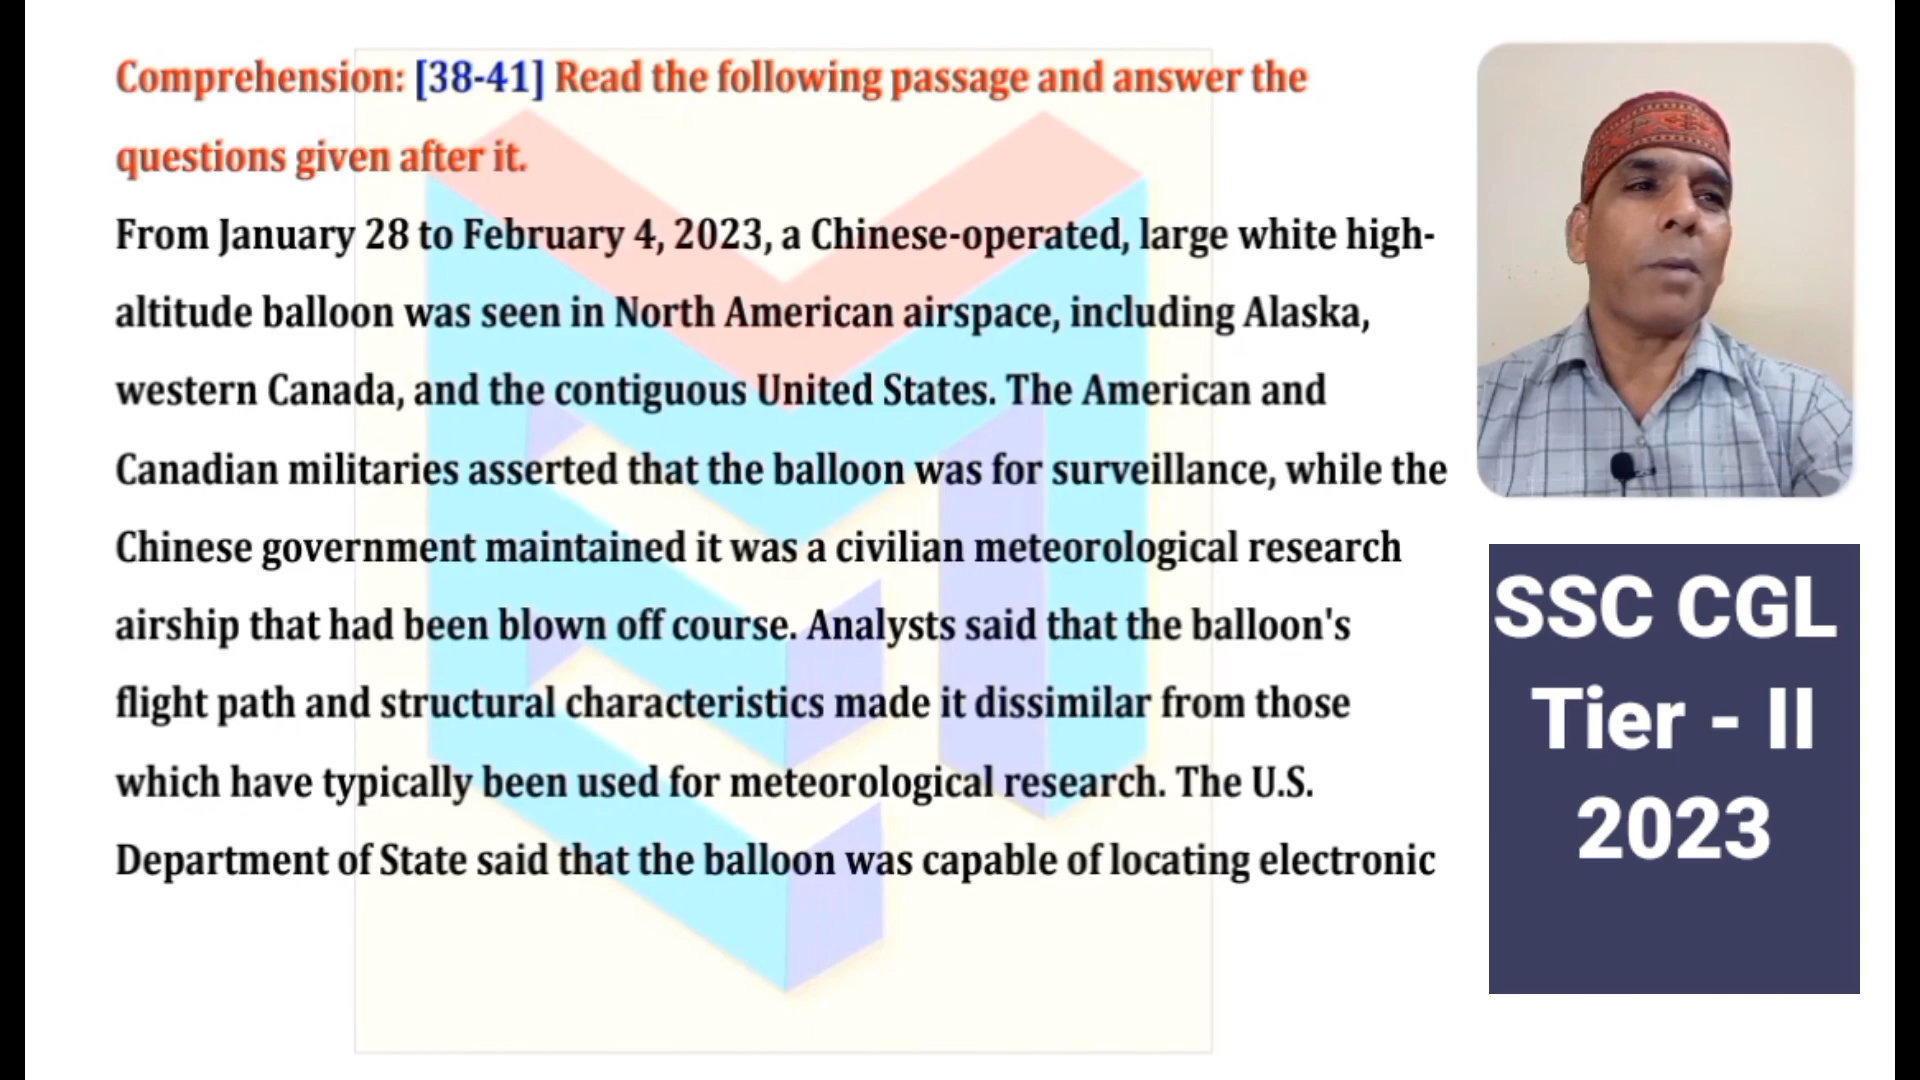 Comprehension: [38-41] Read the following passage and answer the
questions given after it.
From January 28 to February 4, 2023, a Chinese-operated, large white high-
altitude balloon was seen in North American airspace, including Alaska,
western Canada, and the contiguous United States. The American and
Canadian militaries asserted that the balloon was for surveillance, while the
Chinese government maintained it was a civilian meteorological research
airship that had been blown off course. Analysts said that the balloon's
flight path and structural characteristics made it dissimilar from those
which have typically been used for meteorological research. The U.S.
Department of State said that the balloon was capable of locating electronic
SSC CGL
Tier - II
2023